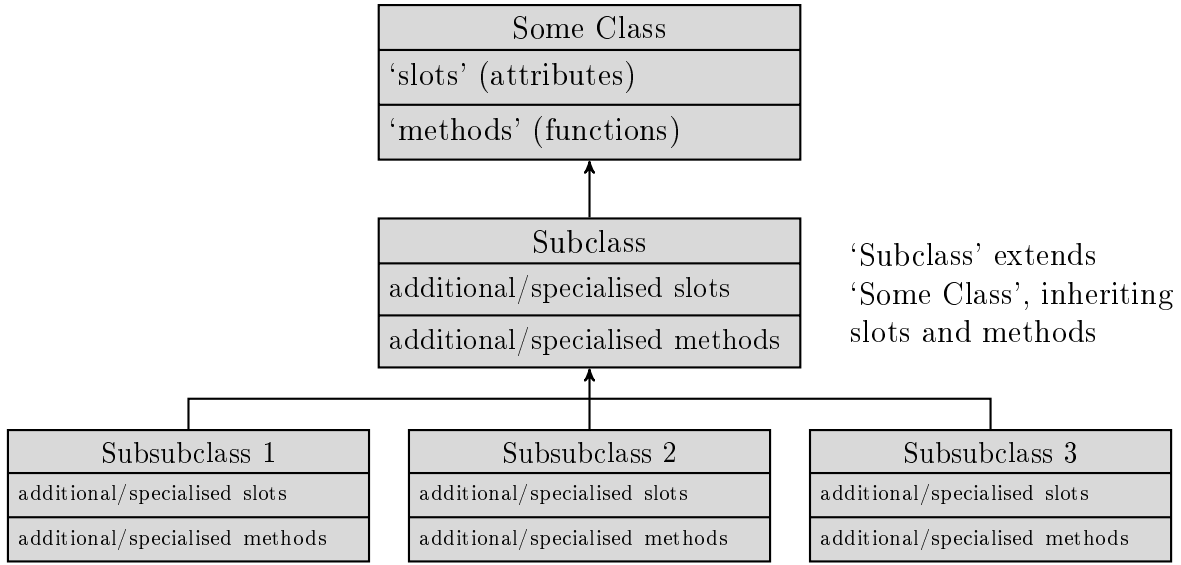 Some Class
‘slots’ (attributes)
‘methods’ (functions)
Subclass
additional/specialised slots
additional/specialised methods
‘Subclass’ extends
‘Some Class’, inheriting
slots and methods
Subsubclass 1
additional/specialised slots
additional/specialised methods
Subsubclass 2
additional/specialised slots
additional/specialised methods
Subsubclass 3
additional/specialised slots
additional/specialised methods